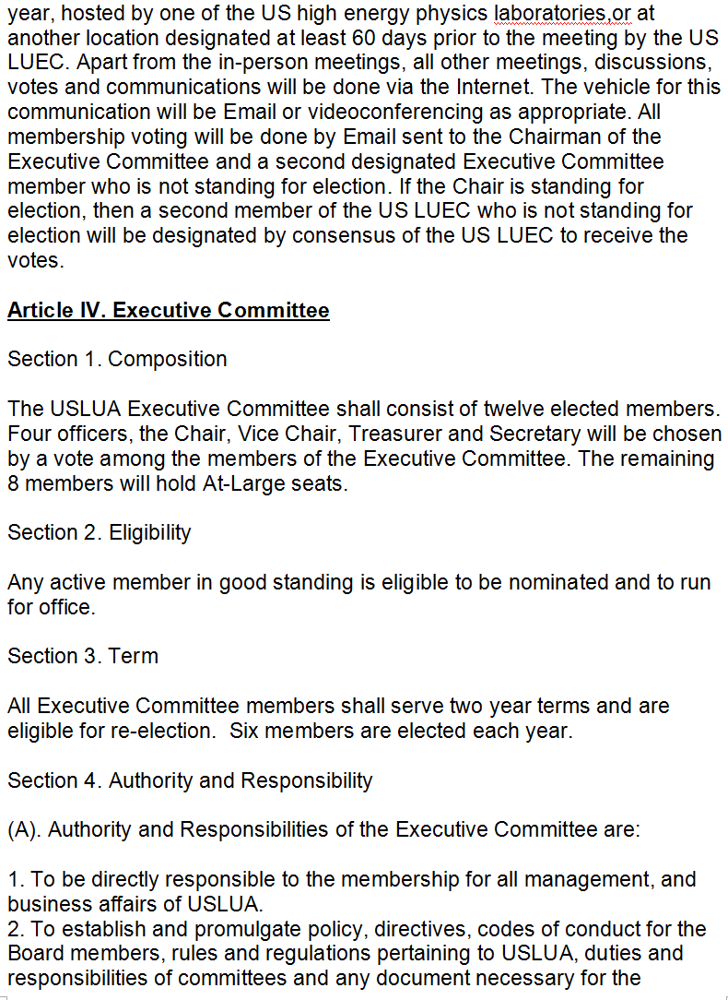 year, hosted by one of the US high energy physics laboratories,or at
another location designated at least 60 days prior to the meeting by the US
LUEC. Apart from the in-person meetings, all other meetings, discussions,
votes and communications will be done via the Internet. The vehicle for this
communication will be Email or videoconferencing as appropriate. All
membership voting will be done by Email sent to the Chairman of the
Executive Committee and a second designated Executive Committee
member who is not standing for election. If the Chair is standing for
election, then a second member of the US LUEC who is not standing for
election will be designated by consensus of the US LUEC to receive the
votes.
Article IV. Executive Committee
Section 1. Composition
The USLUA Executive Committee shall consist of twelve elected members.
Four officers, the Chair, Vice Chair, Treasurer and Secretary will be chosen
by a vote among the members of the Executive Committee. The remaining
8 members will hold At-Large seats.
Section 2. Eligibility
Any active member in good standing is eligible to be nominated and to run
for office.
Section 3. Term
All Executive Committee members shall serve two year terms and are
eligible for re-election.  Six members are elected each year.
Section 4. Authority and Responsibility
(A). Authority and Responsibilities of the Executive Committee are:
1. To be directly responsible to the membership for all management, and
business affairs of USLUA.
2. To establish and promulgate policy, directives, codes of conduct for the
Board members, rules and regulations pertaining to USLUA, duties and
responsibilities of committees and any document necessary for the